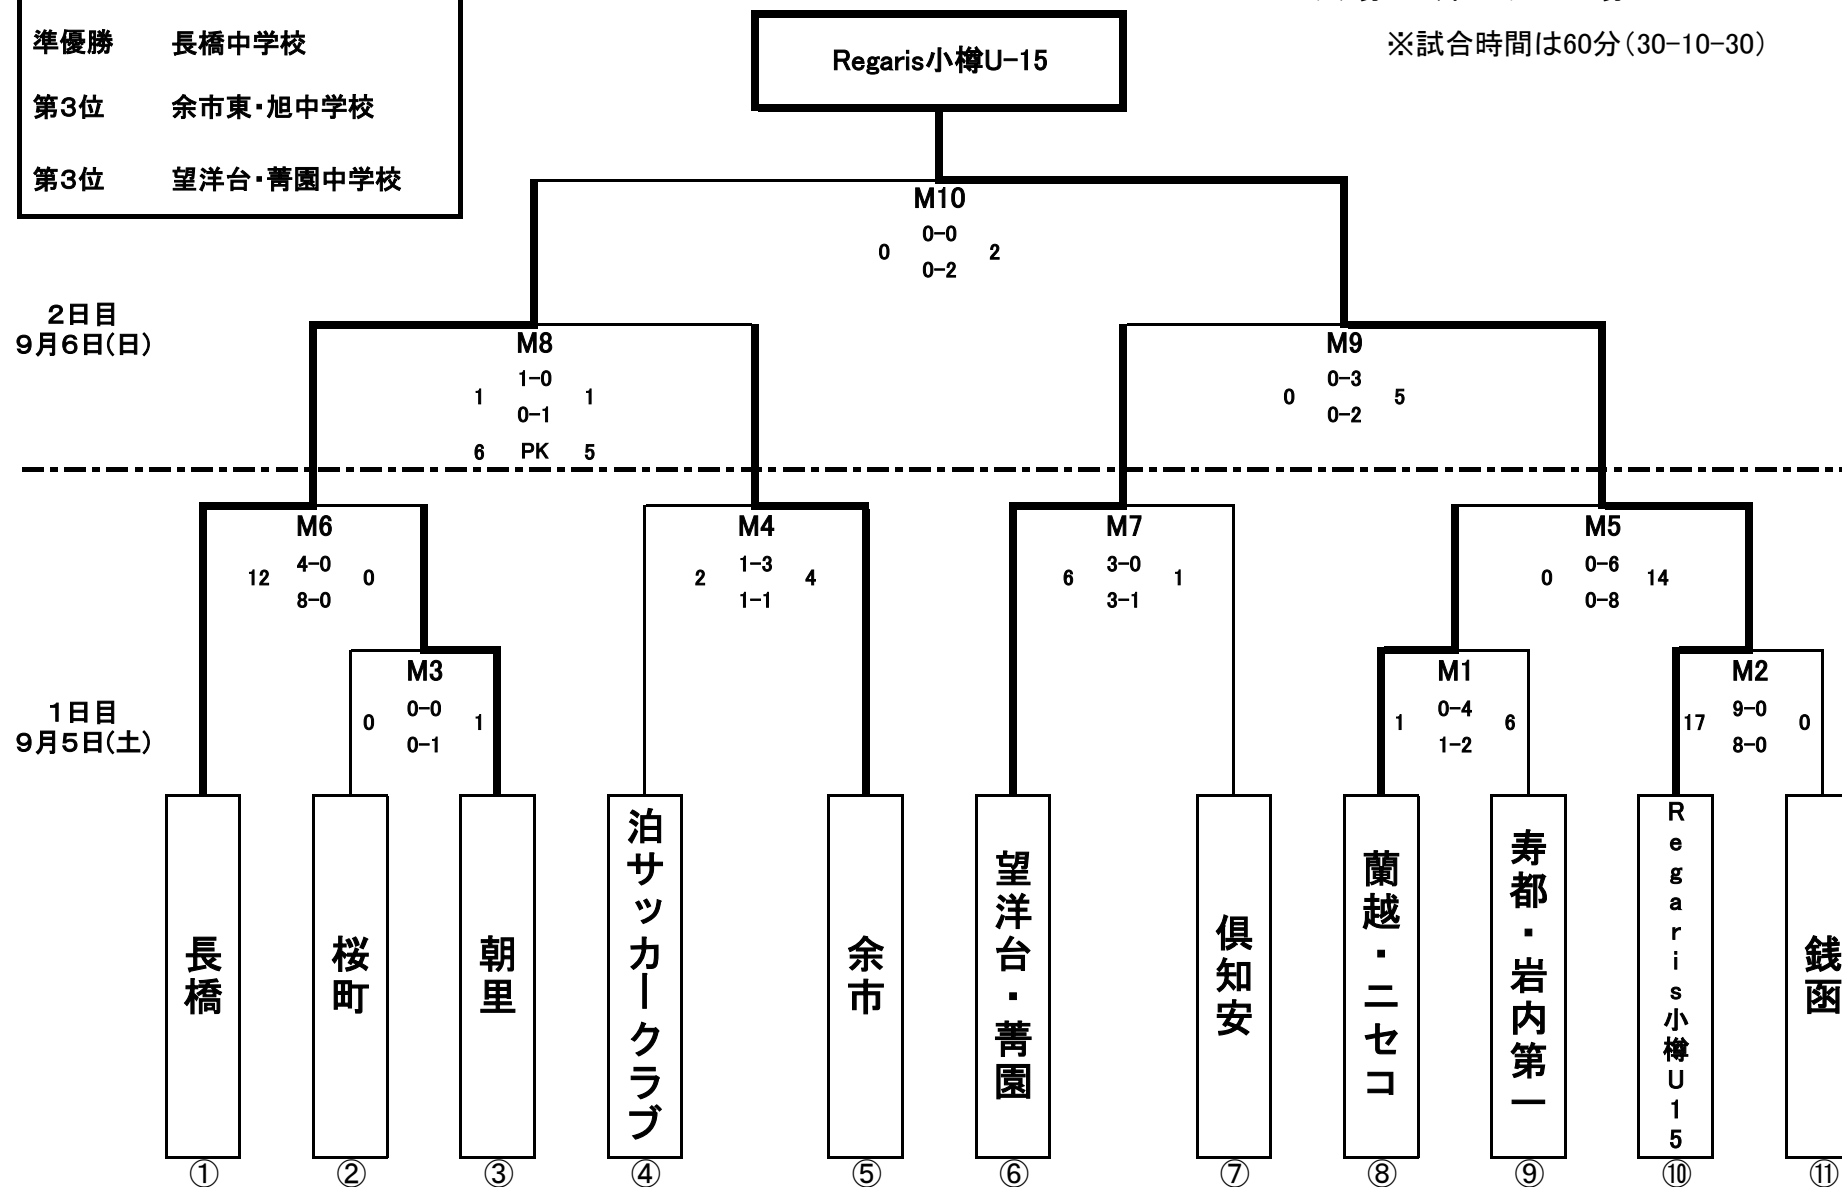 準優勝 長橋中学校
第3位 余市東・旭中学校
第3位 望洋台・菁園中学校
Regaris小樽U-15
※試合時間は60分(30-10-30)
M10
0-0
0 2
0-2
2日目
9月6日(日)
M8
1-0
1 1
0-1
6 PK 5
M9
0-3
0 5
0-2
M6
4-0
12 0
8-0
M4
1-3
2 4
1-1
M7
3-0
6 1
3-1
M5
0-6
0 14
0-8
1日目
9月5日(土)
M3
0-0
0 1
0-1
M1
0-4
1 6
1-2
M2
9-0
17 0
8-0
長橋
桜町
朝里
泊サッカークラブ
余市
望洋台・菁園
倶知安
蘭越・ニセコ
寿都・岩内第一
Regaris小樽U15
銭函
① ② ③ ④ ⑤ ⑥ ⑦ ⑧ ⑨ ⑩ ⑪